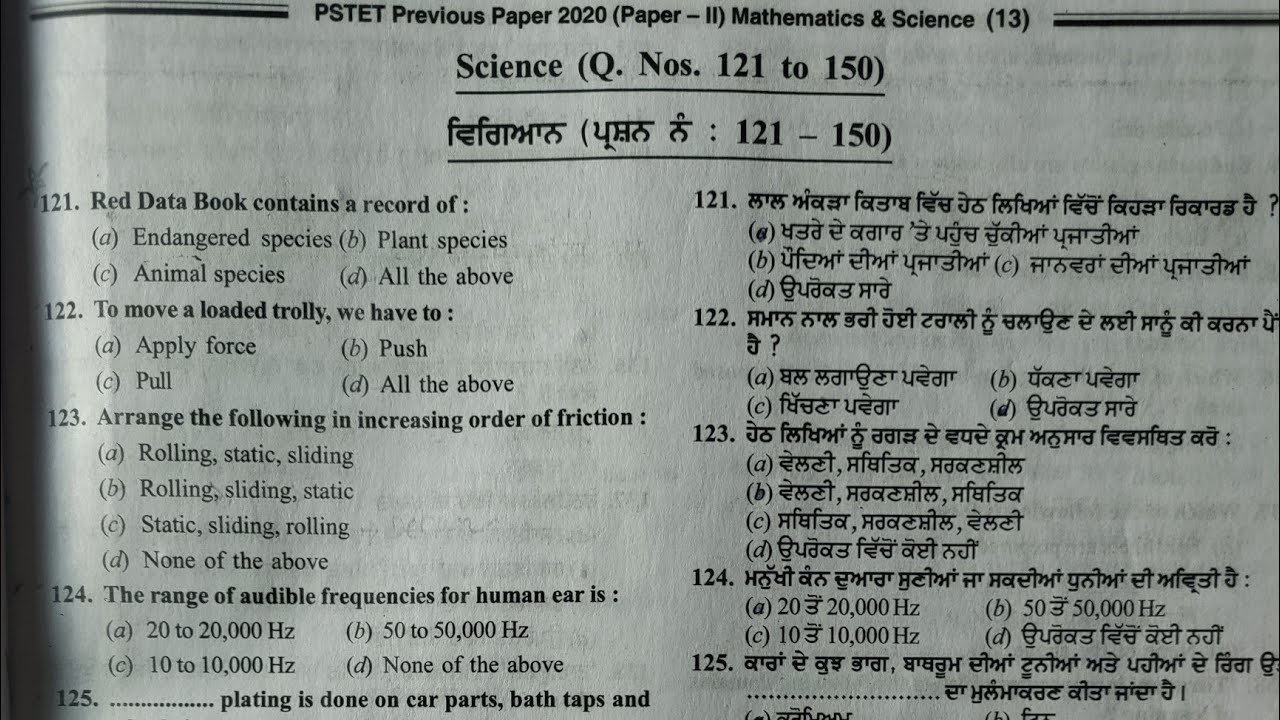 PSTET Previous Paper 2020 (Paper – II) Mathematics & Science (13)
Science (Q. Nos. 121 to 150)
ਵਿਗਿਆਨ (ਪ੍ਰਸ਼ਨ ਨੰ : 121 – 150)
121. Red Data Book contains a record of :
(a) Endangered species (b) Plant species
(c) Animal species (d) All the above
122. To move a loaded trolly, we have to :
(a) Apply force (b) Push
(c) Pull (d) All the above
123. Arrange the following in increasing order of friction :
(a) Rolling, static, sliding
(b) Rolling, sliding, static
(c) Static, sliding, rolling
(d) None of the above
124. The range of audible frequencies for human ear is :
(a) 20 to 20,000 Hz (b) 50 to 50,000 Hz
(c) 10 to 10,000 Hz (d) None of the above
125. .................. plating is done on car parts, bath taps and
121. ਲਾਲ ਅੰਕੜਾ ਕਿਤਾਬ ਵਿੱਚ ਹੇਠ ਲਿਖਿਆਂ ਵਿੱਚੋਂ ਕਿਹੜਾ ਰਿਕਾਰਡ ਹੈ ?
(a) ਖਤਰੇ ਦੇ ਕਗਾਰ 'ਤੇ ਪਹੁੰਚ ਚੁੱਕੀਆਂ ਪ੍ਰਜਾਤੀਆਂ
(b) ਪੌਦਿਆਂ ਦੀਆਂ ਪ੍ਰਜਾਤੀਆਂ (c) ਜਾਨਵਰਾਂ ਦੀਆਂ ਪ੍ਰਜਾਤੀਆਂ
(d) ਉਪਰੋਕਤ ਸਾਰੇ
122. ਸਮਾਨ ਨਾਲ ਭਰੀ ਹੋਈ ਟਰਾਲੀ ਨੂੰ ਚਲਾਉਣ ਦੇ ਲਈ ਸਾਨੂੰ ਕੀ ਕਰਨਾ
ਹੈ ?
(a) ਬਲ ਲਗਾਉਣਾ ਪਵੇਗਾ (b) ਧੱਕਣਾ ਪਵੇਗਾ
(c) ਖਿੱਚਣਾ ਪਵੇਗਾ (d) ਉਪਰੋਕਤ ਸਾਰੇ
123. ਹੇਠ ਲਿਖਿਆਂ ਨੂੰ ਰਗੜ ਦੇ ਵਧਦੇ ਕ੍ਰਮ ਅਨੁਸਾਰ ਵਿਵਸਥਿਤ ਕਰੋ :
(a) ਵੇਲਣੀ, ਸਥਿਤਿਕ, ਸਰਕਣਸ਼ੀਲ
(b) ਵੇਲਣੀ, ਸਰਕਣਸ਼ੀਲ, ਸਥਿਤਿਕ
(c) ਸਥਿਤਿਕ, ਸਰਕਣਸ਼ੀਲ, ਵੇਲਣੀ
(d) ਉਪਰੋਕਤ ਵਿੱਚੋਂ ਕੋਈ ਨਹੀਂ
124. ਮਨੁੱਖੀ ਕੰਨ ਦੁਆਰਾ ਸੁਣੀਆਂ ਜਾ ਸਕਦੀਆਂ ਧੁਨੀਆਂ ਦੀ ਅਵ੍ਰਿਤੀ ਹੈ :
(a) 20 ਤੋਂ 20,000 Hz (b) 50 ਤੋਂ 50,000 Hz
(c) 10 ਤੋਂ 10,000 Hz (d) ਉਪਰੋਕਤ ਵਿੱਚੋਂ ਕੋਈ ਨਹੀਂ
125. ਕਾਰਾਂ ਦੇ ਕੁਝ ਭਾਗ, ਬਾਥਰੂਮ ਦੀਆਂ ਟੂਟੀਆਂ ਅਤੇ ਪਹੀਆਂ ਦੇ ਰਿੰਗ
............................ ਦਾ ਮੁਲੰਮਾਕਰਣ ਕੀਤਾ ਜਾਂਦਾ ਹੈ।